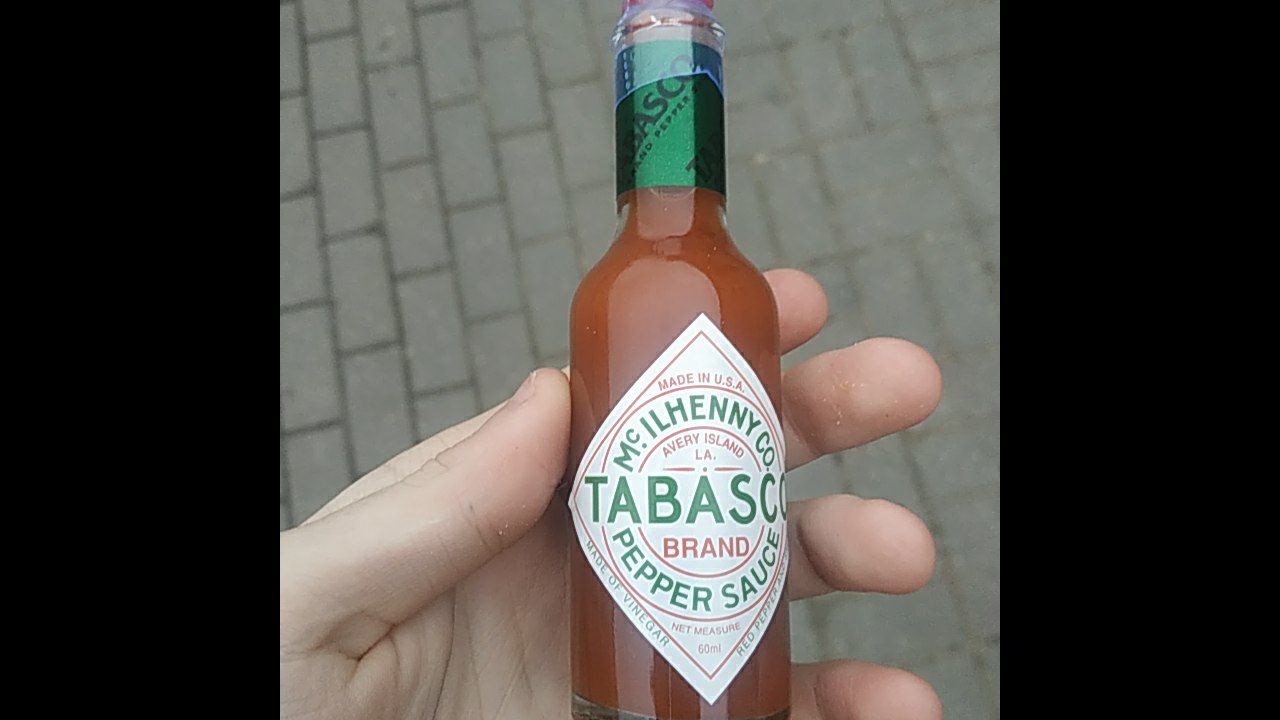 TABASCO
MADE IN U.S.A.
McILHENNY CO.
AVERY ISLAND
LA.
TABASCO
BRAND
PEPPER SAUCE
MADE OF VINEGAR
RED PEPPER
NET MEASURE
60ml